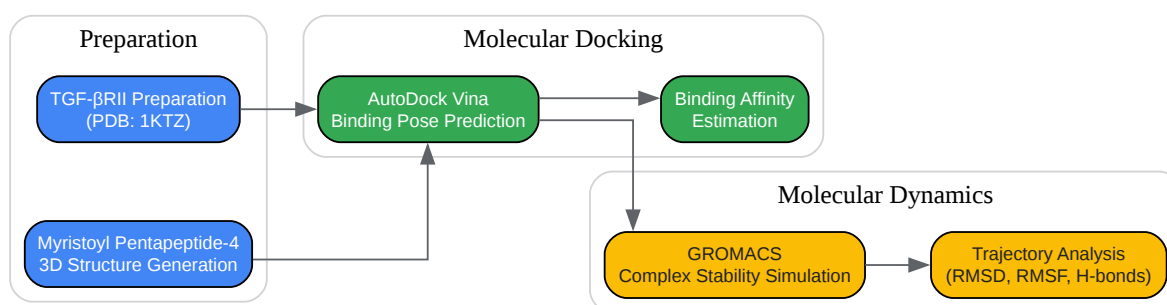 Preparation
TGF-βRII Preparation
(PDB: 1KTZ)
Myristoyl Pentapeptide-4
3D Structure Generation
Molecular Docking
AutoDock Vina
Binding Pose Prediction
Binding Affinity
Estimation
Molecular Dynamics
GROMACS
Complex Stability Simulation
Trajectory Analysis
(RMSD, RMSF, H-bonds)